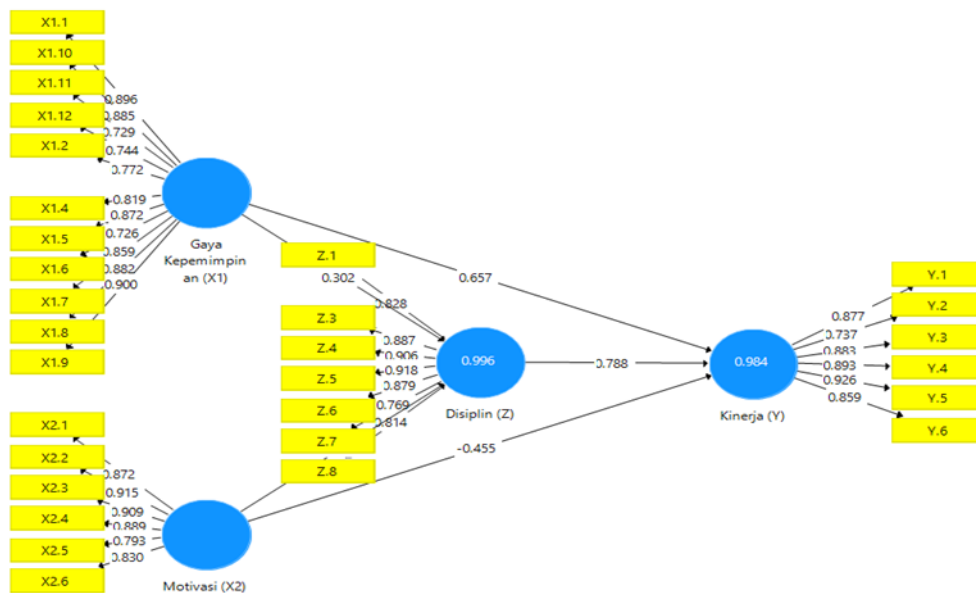 X1.1
X1.10
X1.11
X1.12
X1.2
X1.4
X1.5
X1.6
X1.7
X1.8
X1.9
0.896
0.885
0.729
0.744
0.772
0.819
0.872
0.726
0.859
0.882
0.900
Gaya
Kepemimpin
an (X1)
X2.1
X2.2
X2.3
X2.4
X2.5
X2.6
0.872
0.915
0.909
0.889
0.793
0.830
Motivasi (X2)
Z.1
Z.3
Z.4
Z.5
Z.6
Z.7
Z.8
0.302
0.828
0.887
0.906
0.918
0.879
0.769
0.814
0.996
Disiplin (Z)
0.657
0.788
-0.455
0.984
Kinerja (Y)
0.877
0.737
0.883
0.893
0.926
0.859
Y.1
Y.2
Y.3
Y.4
Y.5
Y.6